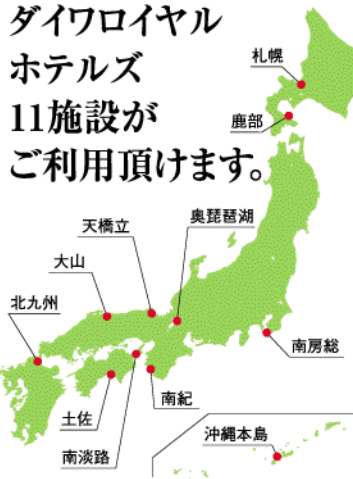 ダイワロイヤル
ホテルズ
11施設が
ご利用頂けます。
札幌
鹿部
奥琵琶湖
天橋立
大山
北九州
南房総
南紀
土佐
南淡路
沖縄本島